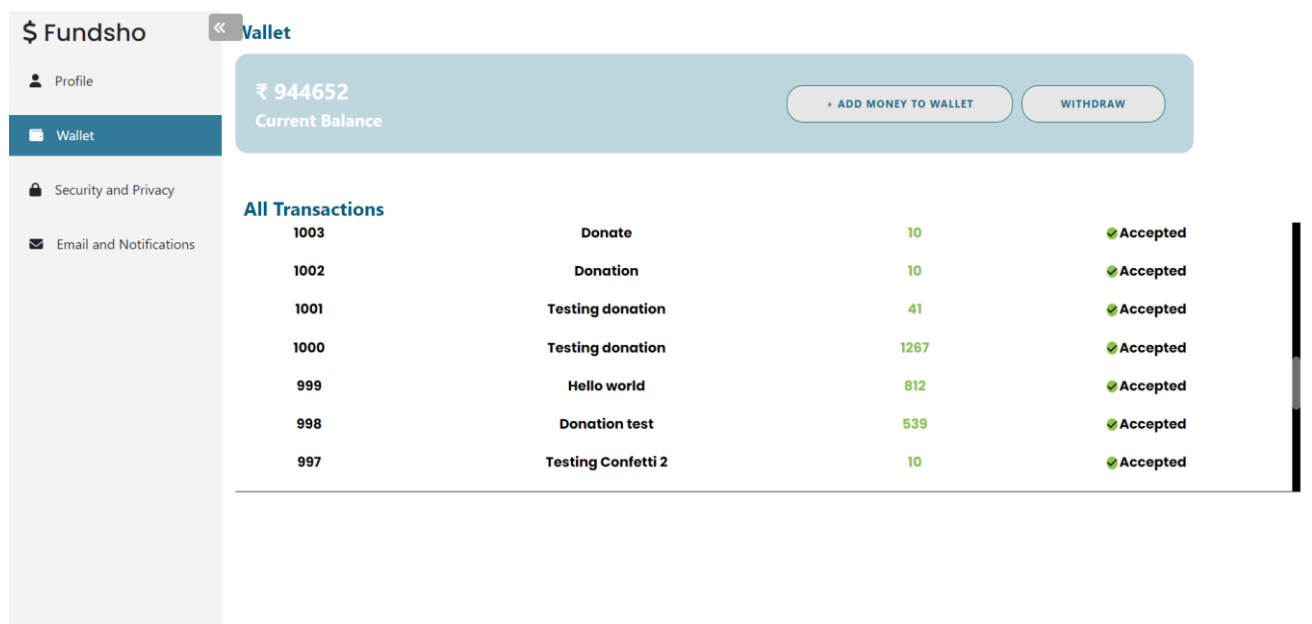 $ Fundsho
«
Wallet
Profile
₹ 944652
Current Balance
+ ADD MONEY TO WALLET
WITHDRAW
Wallet
Security and Privacy
Email and Notifications
All Transactions
1003 Donate 10 Accepted
1002 Donation 10 Accepted
1001 Testing donation 41 Accepted
1000 Testing donation 1267 Accepted
999 Hello world 812 Accepted
998 Donation test 539 Accepted
997 Testing Confetti 2 10 Accepted